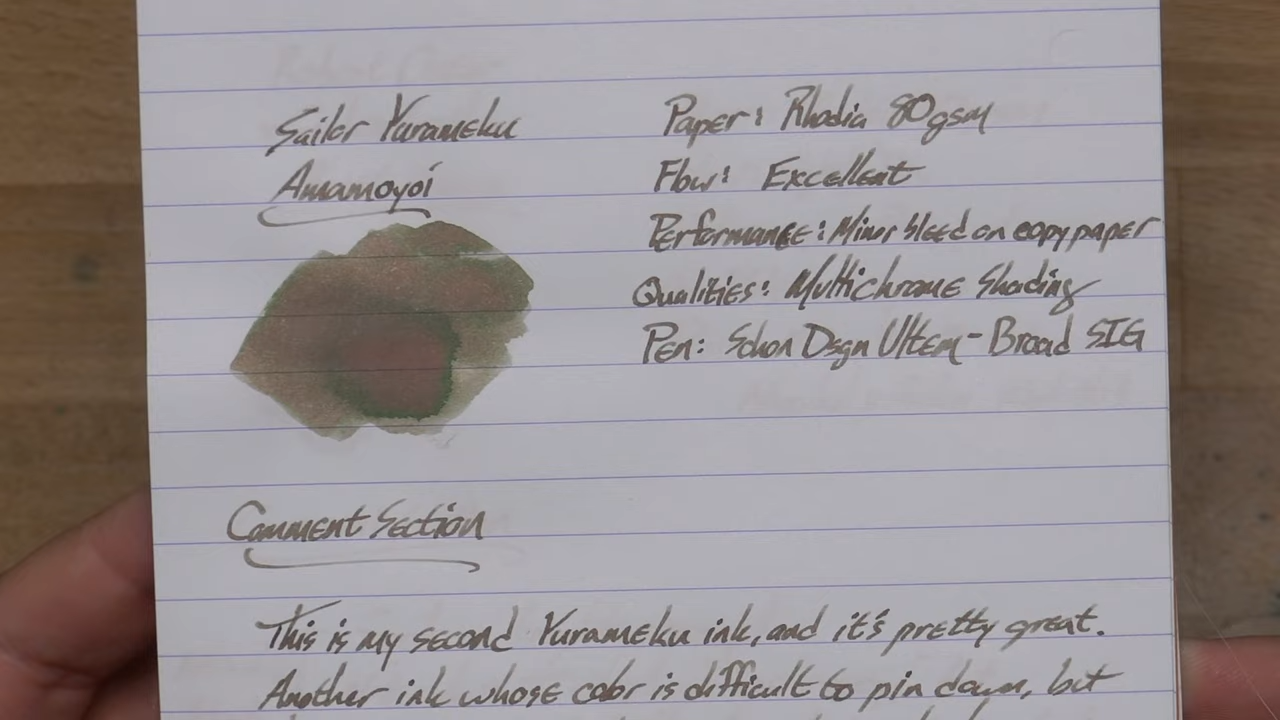 Sailor Yurameku
Amamoyoi
Paper: Rhodia 80gsm
Flow: Excellent
Performance: Minor bleed on copy paper
Qualities: Multichrome Shading
Pen: Schon Dsgn Ultem - Broad SIG
Comment Section
This is my second Yurameku ink, and it's pretty great.
Another ink whose color is difficult to pin down, but